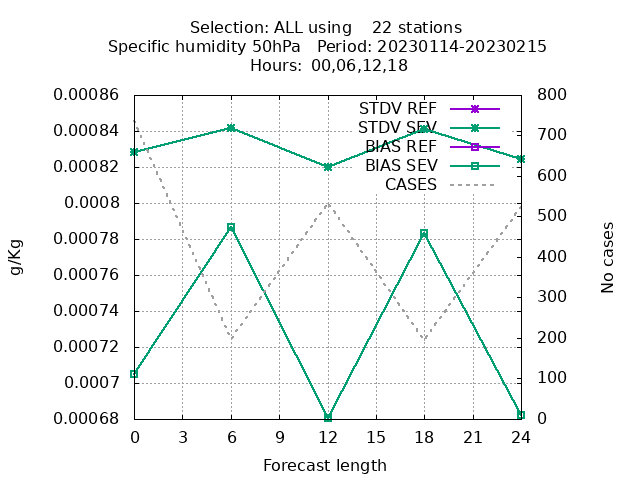 Selection: ALL using    22 stations
Specific humidity 50hPa   Period: 20230114-20230215
Hours: 00,06,12,18
STDV REF
STDV SEV
BIAS REF
BIAS SEV
CASES
g/Kg
0.00086
0.00084
0.00082
0.0008
0.00078
0.00076
0.00074
0.00072
0.0007
0.00068
No cases
800
700
600
500
400
300
200
100
0
0 3 6 9 12 15 18 21 24
Forecast length